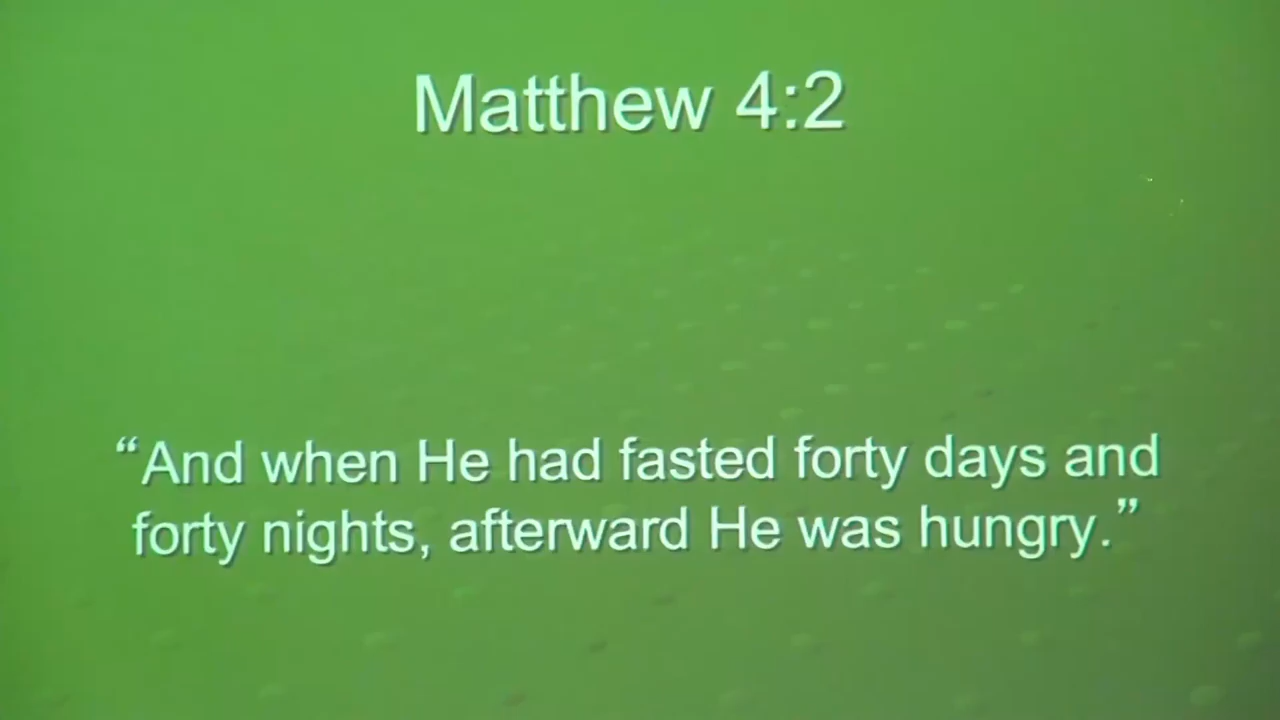 Matthew 4:2
“And when He had fasted forty days and
forty nights, afterward He was hungry.”